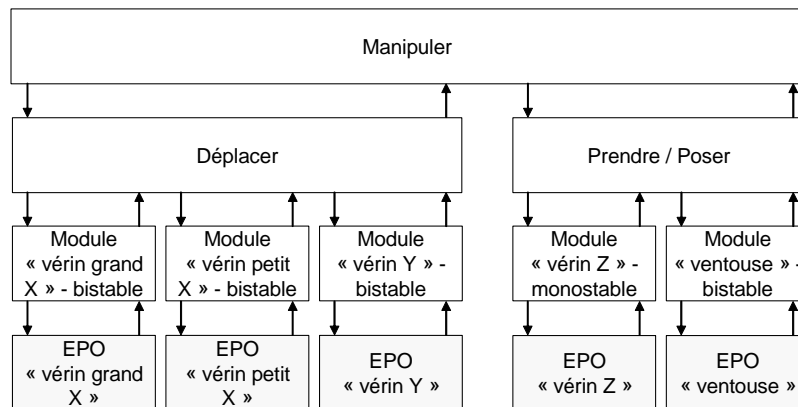 Manipuler
Déplacer
Prendre / Poser
Module
« vérin grand
X » - bistable
Module
« vérin petit
X » - bistable
Module
« vérin Y » -
bistable
Module
« vérin Z » -
monostable
Module
« ventouse » -
bistable
EPO
« vérin grand
X »
EPO
« vérin petit
X »
EPO
« vérin Y »
EPO
« vérin Z »
EPO
« ventouse »